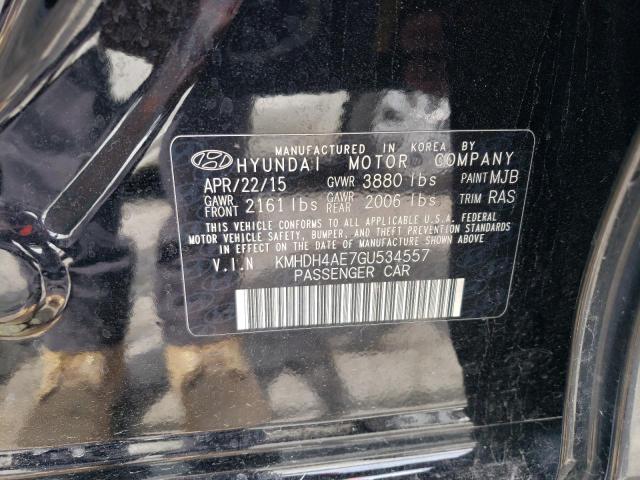 MANUFACTURED IN KOREA BY
HYUNDAI MOTOR COMPANY
APR/22/15 GVWR 3880 lbs PAINT MJB
GAWR FRONT 2161 lbs GAWR REAR 2006 lbs TRIM RAS
THIS VEHICLE CONFORMS TO ALL APPLICABLE U.S.A. FEDERAL
MOTOR VEHICLE SAFETY, BUMPER, AND THEFT PREVENTION
STANDARDS IN EFFECT ON THE DATE OF MANUFACTURE SHOWN
ABOVE.
V.I.N KMHDH4AE7GU534557
PASSENGER CAR